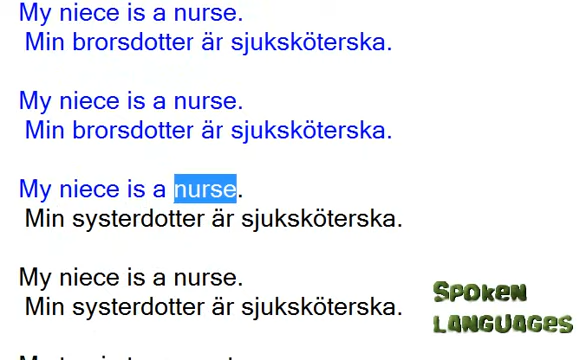 My niece is a nurse.
Min brorsdotter är sjuksköterska.
My niece is a nurse.
Min brorsdotter är sjuksköterska.
My niece is a nurse.
Min systerdotter är sjuksköterska.
My niece is a nurse.
Min systerdotter är sjuksköterska.
Spoken
Languages